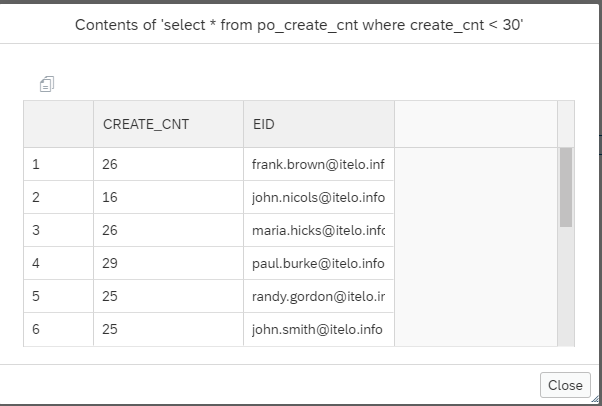 Contents of 'select * from po_create_cnt where create_cnt < 30'
CREATE_CNT EID
1 26 frank.brown@itelo.inf
2 16 john.nicols@itelo.info
3 26 maria.hicks@itelo.info
4 29 paul.burke@itelo.info
5 25 randy.gordon@itelo.ir
6 25 john.smith@itelo.info
Close